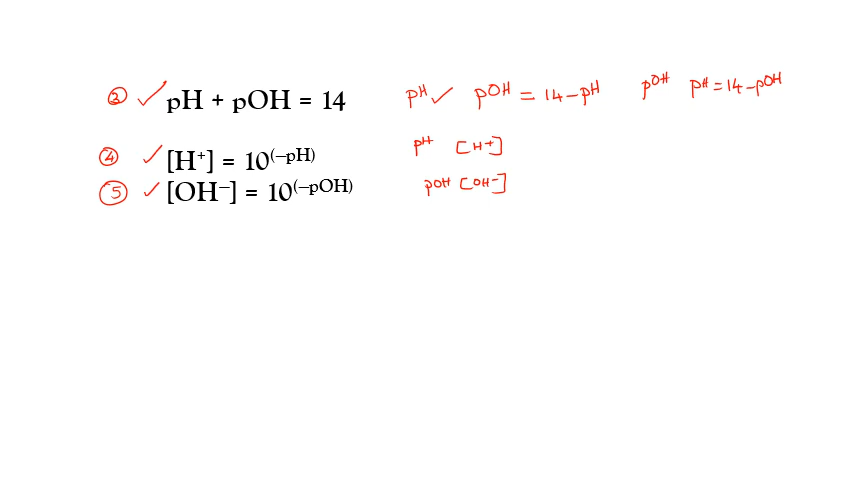 ③ ✓ pH + pOH = 14 pH ✓ pOH = 14 - pH pOH pH = 14 - pOH
④ ✓ [H⁺] = 10⁽⁻ᵖᴴ⁾ pH [H+]
⑤ ✓ [OH⁻] = 10⁽⁻ᵖᴼᴴ⁾ pOH [OH-]